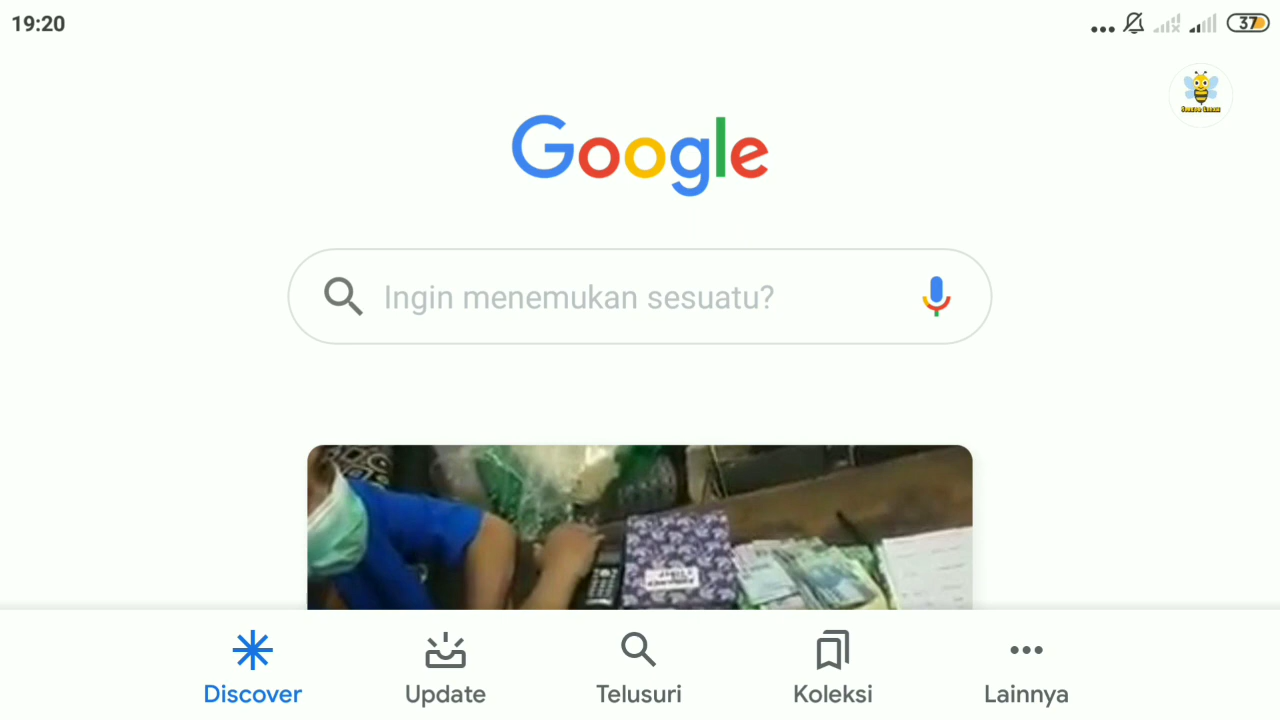 19:20
37
Google
Ingin menemukan sesuatu?
Discover
Update
Telusuri
Koleksi
Lainnya